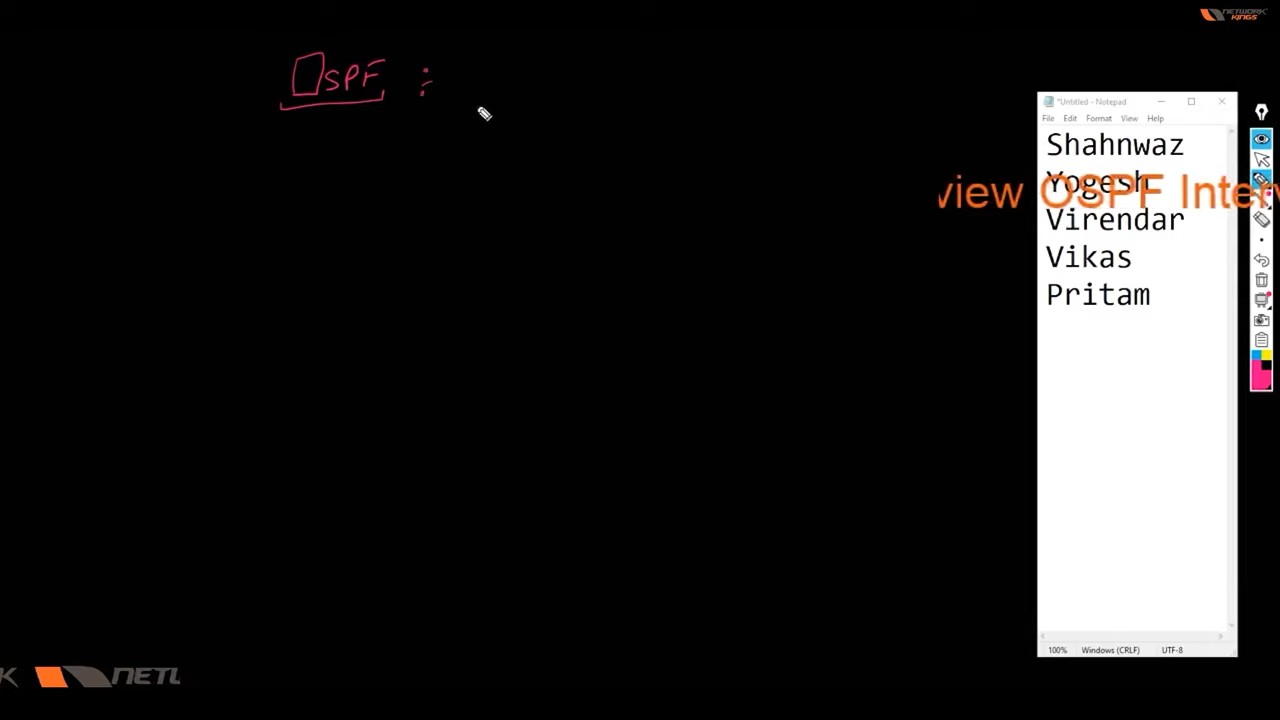 NETWORK KINGS
OSPF :
*Untitled - Notepad
File Edit Format View Help
Shahnwaz
Yogesh
view OSPF Interv
Virendar
Vikas
Pritam
100% Windows (CRLF) UTF-8
K NETL